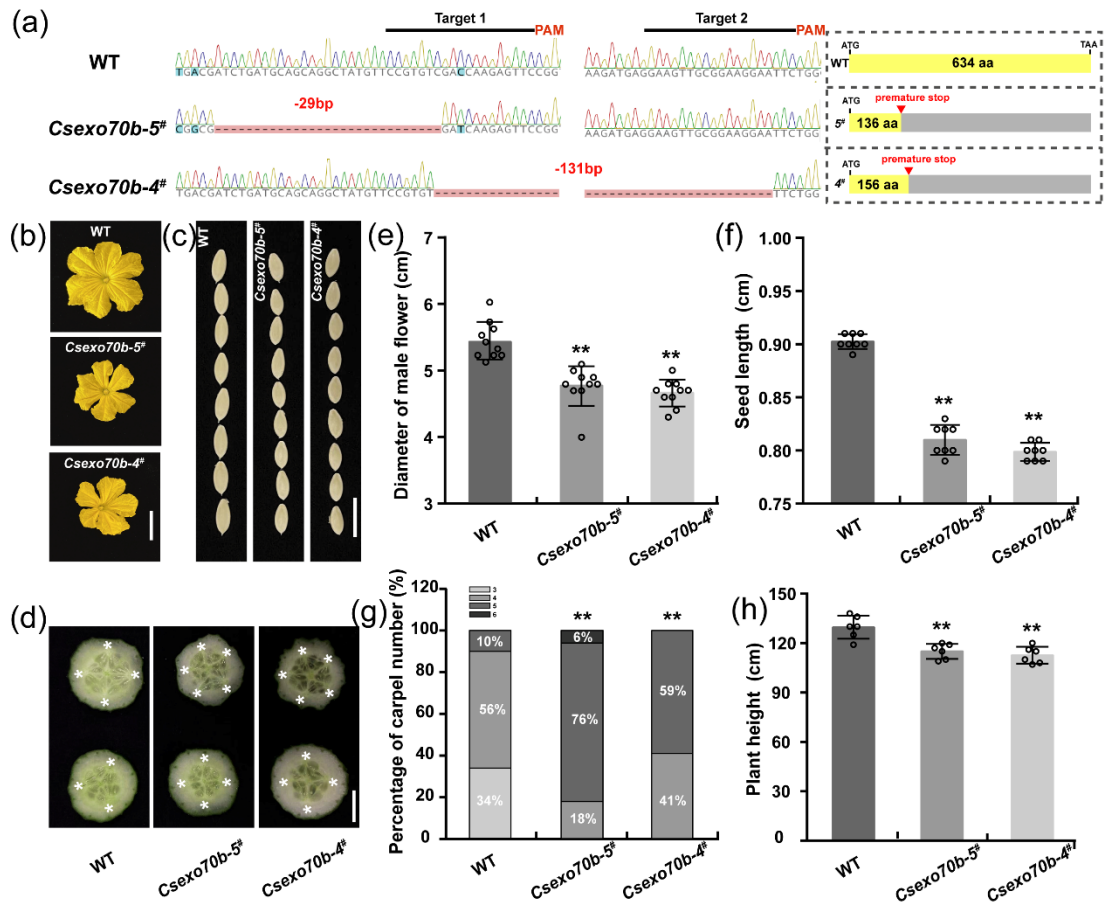 (a)
Target 1
PAM
Target 2
PAM
WT
TGACGATCTGATGCAGCAGGCTATGTTCCGTGTCGACCAAGAGTTCCGG
AAGATGAGGAAGTTGCGGAAGGAATTCTGG
ATG
TAA
WT
634 aa
Csexo70b-5#
CGGCG
-29bp
CGATCAAGAGTTCCGG
AAGATGAGGAAGTTGCGGAAGGAATTCTGG
ATG
premature stop
5#
136 aa
Csexo70b-4#
TGACGATCTGATGCAGCAGGCTATGTTCCGTGT
-131bp
TTCTGG
ATG
premature stop
4#
156 aa
(b)
WT
Csexo70b-5#
Csexo70b-4#
(c)
WT
Csexo70b-5#
Csexo70b-4#
(e)
Diameter of male flower (cm)
7
6
5
4
3
**
**
WT
Csexo70b-5#
Csexo70b-4#
(f)
Seed length (cm)
1.00
0.95
0.90
0.85
0.80
0.75
**
**
WT
Csexo70b-5#
Csexo70b-4#
(d)
* * * * * * * * * * * * * *
* * * * * * * * * * *
WT
Csexo70b-5#
Csexo70b-4#
(g)
Percentage of carpel number (%)
120
100
80
60
40
20
0
3
4
5
6
**
**
10%
56%
34%
6%
76%
18%
59%
41%
WT
Csexo70b-5#
Csexo70b-4#
(h)
Plant height (cm)
150
120
90
60
30
0
**
**
WT
Csexo70b-5#
Csexo70b-4#